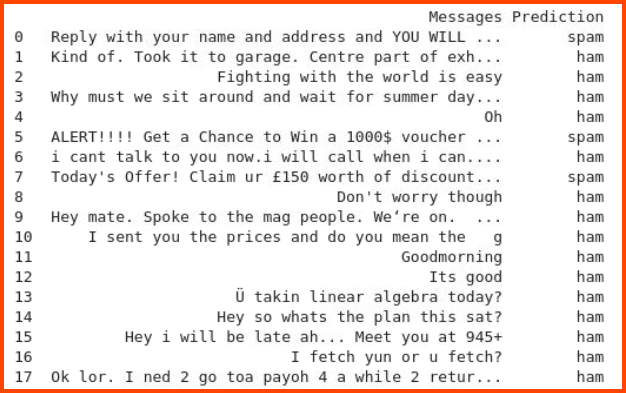 Messages Prediction
0 Reply with your name and address and YOU WILL ... spam
1 Kind of. Took it to garage. Centre part of exh... ham
2 Fighting with the world is easy ham
3 Why must we sit around and wait for summer day... ham
4 Oh ham
5 ALERT!!!! Get a Chance to Win a 1000$ voucher ... spam
6 i cant talk to you now.i will call when i can.... ham
7 Today's Offer! Claim ur £150 worth of discount... spam
8 Don't worry though ham
9 Hey mate. Spoke to the mag people. We‘re on. ... ham
10 I sent you the prices and do you mean the g ham
11 Goodmorning ham
12 Its good ham
13 Ü takin linear algebra today? ham
14 Hey so whats the plan this sat? ham
15 Hey i will be late ah... Meet you at 945+ ham
16 I fetch yun or u fetch? ham
17 Ok lor. I ned 2 go toa payoh 4 a while 2 retur... ham